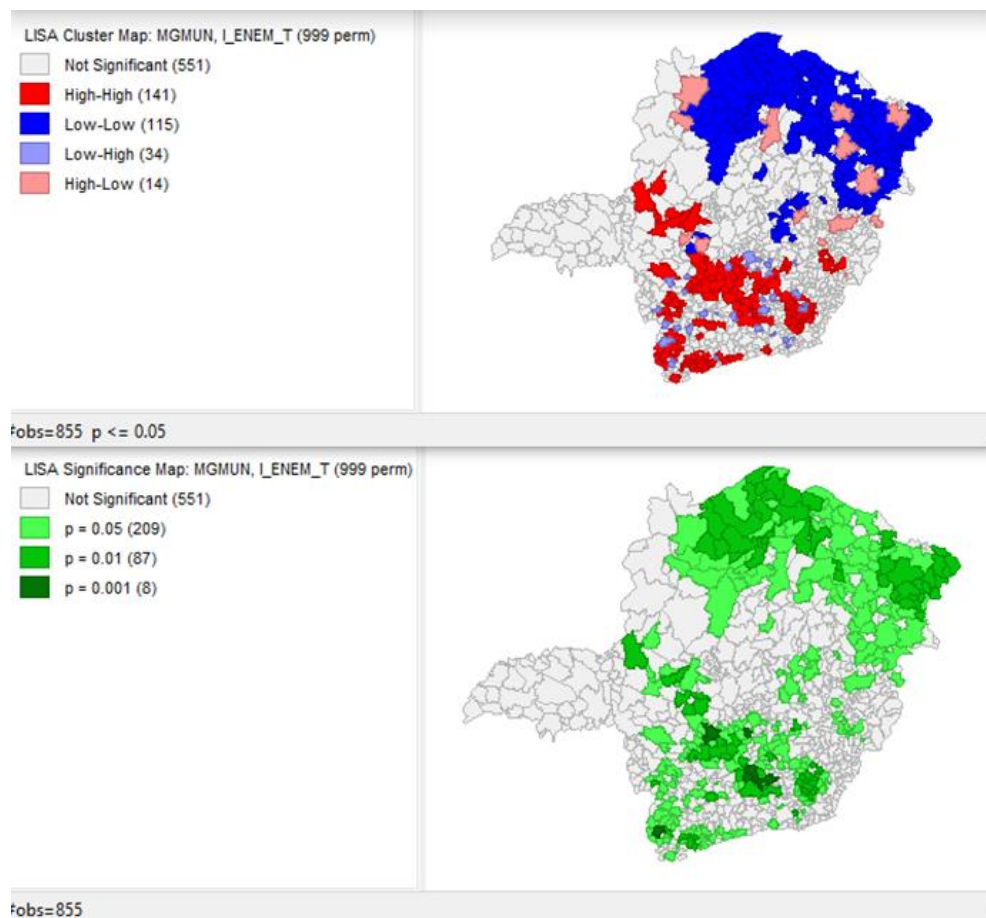 LISA Cluster Map: MGMUN, I_ENEM_T (999 perm)
Not Significant (551)
High-High (141)
Low-Low (115)
Low-High (34)
High-Low (14)
#obs=855 p <= 0.05
LISA Significance Map: MGMUN, I_ENEM_T (999 perm)
Not Significant (551)
p = 0.05 (209)
p = 0.01 (87)
p = 0.001 (8)
#obs=855